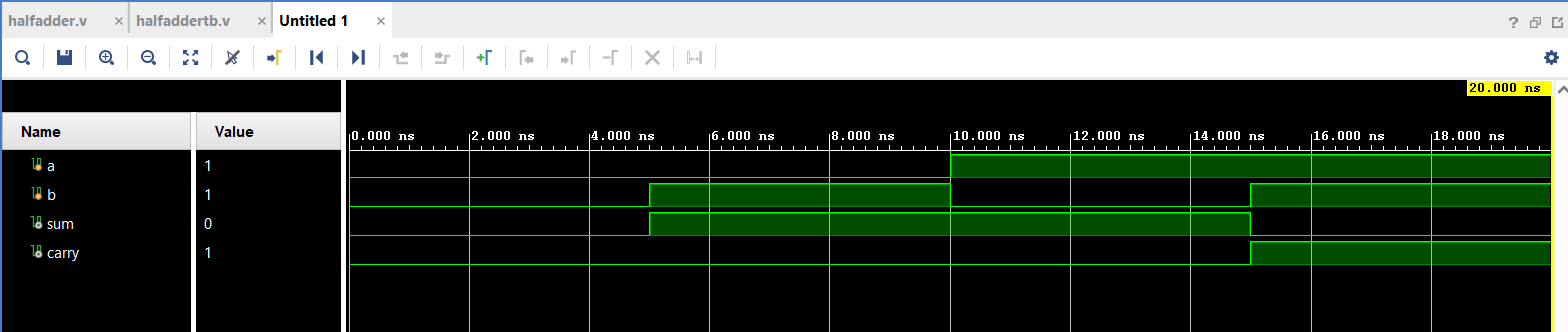 halfadder.v × halfaddertb.v × Untitled 1 ×
?
20.000 ns
Name Value
0.000 ns 2.000 ns 4.000 ns 6.000 ns 8.000 ns 10.000 ns 12.000 ns 14.000 ns 16.000 ns 18.000 ns
a 1
b 1
sum 0
carry 1